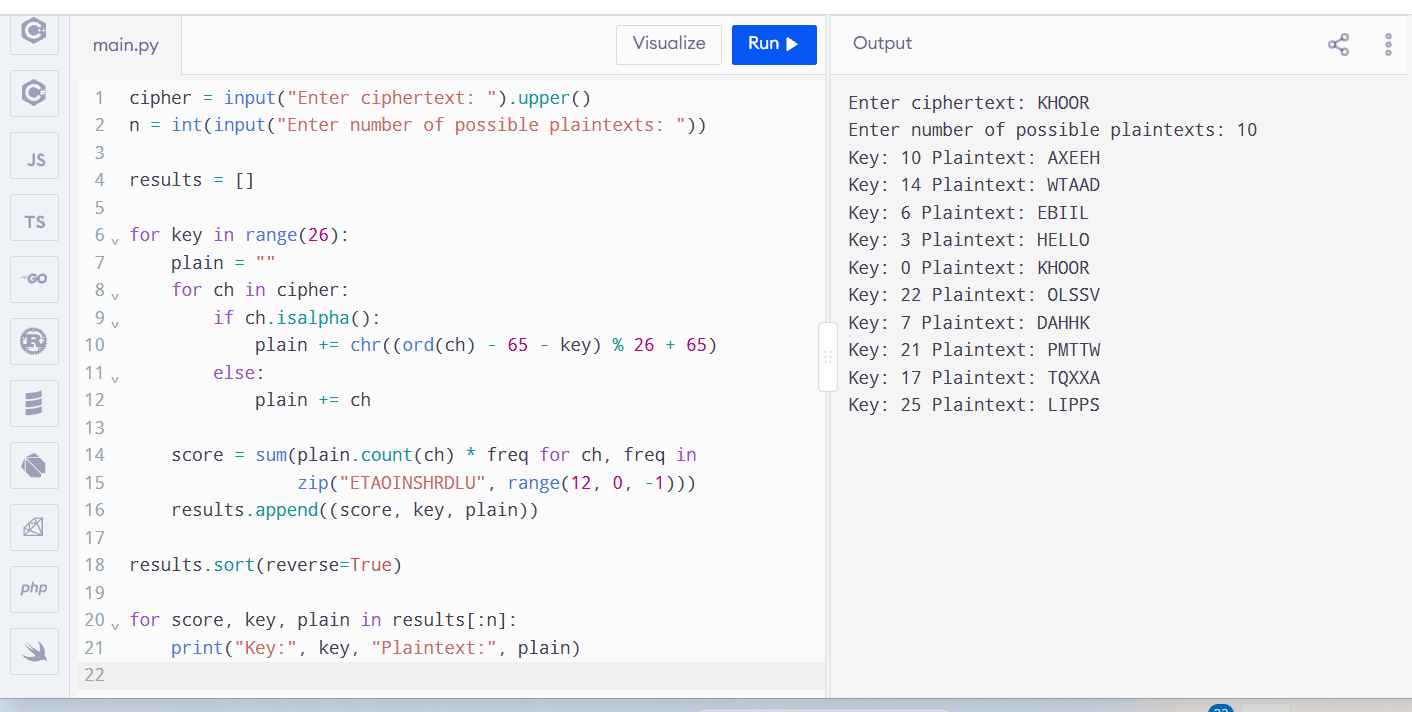 main.py
Visualize
Run
Output
JS
TS
GO
php
1 cipher = input("Enter ciphertext: ").upper()
2 n = int(input("Enter number of possible plaintexts: "))
3
4 results = []
5
6 for key in range(26):
7     plain = ""
8     for ch in cipher:
9         if ch.isalpha():
10             plain += chr((ord(ch) - 65 - key) % 26 + 65)
11         else:
12             plain += ch
13
14     score = sum(plain.count(ch) * freq for ch, freq in
15                 zip("ETAOINSHRDLU", range(12, 0, -1)))
16     results.append((score, key, plain))
17
18 results.sort(reverse=True)
19
20 for score, key, plain in results[:n]:
21     print("Key:", key, "Plaintext:", plain)
22
Enter ciphertext: KHOOR
Enter number of possible plaintexts: 10
Key: 10 Plaintext: AXEEH
Key: 14 Plaintext: WTAAD
Key: 6 Plaintext: EBIIL
Key: 3 Plaintext: HELLO
Key: 0 Plaintext: KHOOR
Key: 22 Plaintext: OLSSV
Key: 7 Plaintext: DAHHK
Key: 21 Plaintext: PMTTW
Key: 17 Plaintext: TQXXA
Key: 25 Plaintext: LIPPS